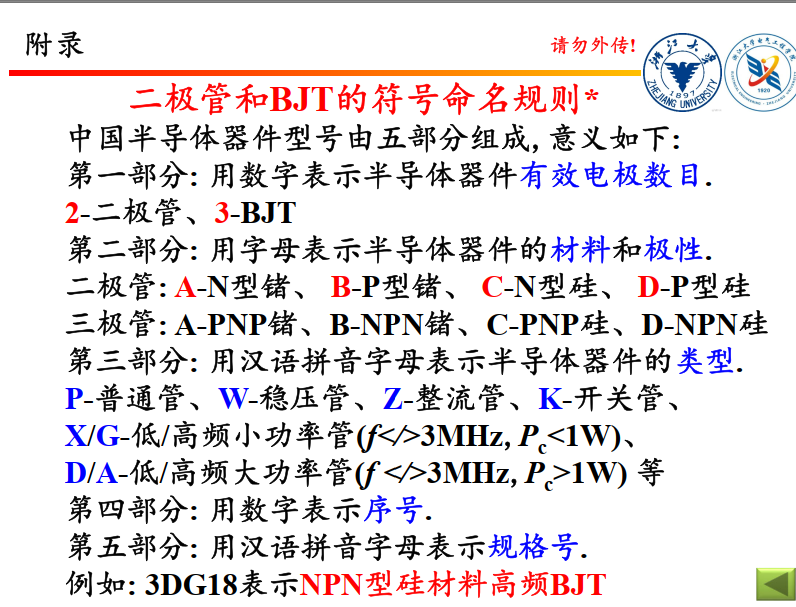 附录
请勿外传!
ZHEJIANG UNIVERSITY
1897
1920
二极管和BJT的符号命名规则*
中国半导体器件型号由五部分组成, 意义如下:
第一部分: 用数字表示半导体器件有效电极数目.
2-二极管、3-BJT
第二部分: 用字母表示半导体器件的材料和极性.
二极管: A-N型锗、 B-P型锗、 C-N型硅、 D-P型硅
三极管: A-PNP锗、B-NPN锗、C-PNP硅、D-NPN硅
第三部分: 用汉语拼音字母表示半导体器件的类型.
P-普通管、W-稳压管、Z-整流管、K-开关管、
X/G-低/高频小功率管(f</>3MHz, Pc<1W)、
D/A-低/高频大功率管(f </>3MHz, Pc>1W) 等
第四部分: 用数字表示序号.
第五部分: 用汉语拼音字母表示规格号.
例如: 3DG18表示NPN型硅材料高频BJT